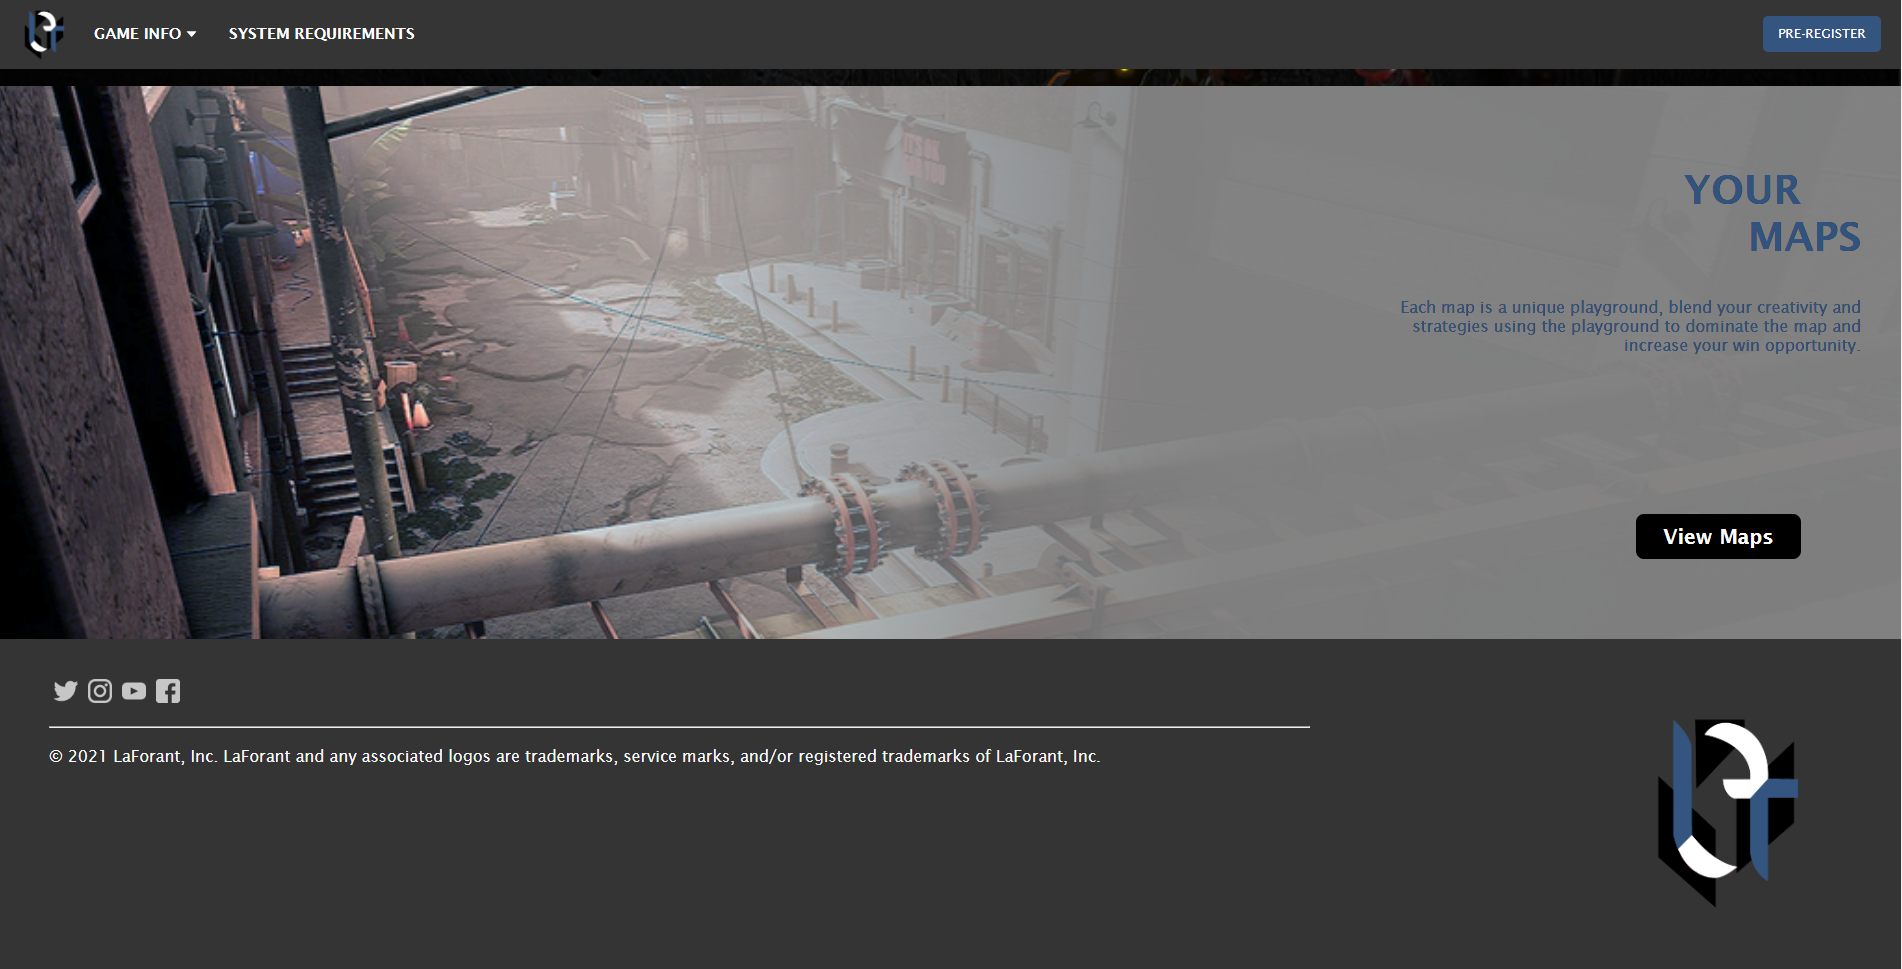 GAME INFO
SYSTEM REQUIREMENTS
PRE-REGISTER
YOUR
MAPS
Each map is a unique playground, blend your creativity and
strategies using the playground to dominate the map and
increase your win opportunity.
View Maps
© 2021 LaForant, Inc. LaForant and any associated logos are trademarks, service marks, and/or registered trademarks of LaForant, Inc.